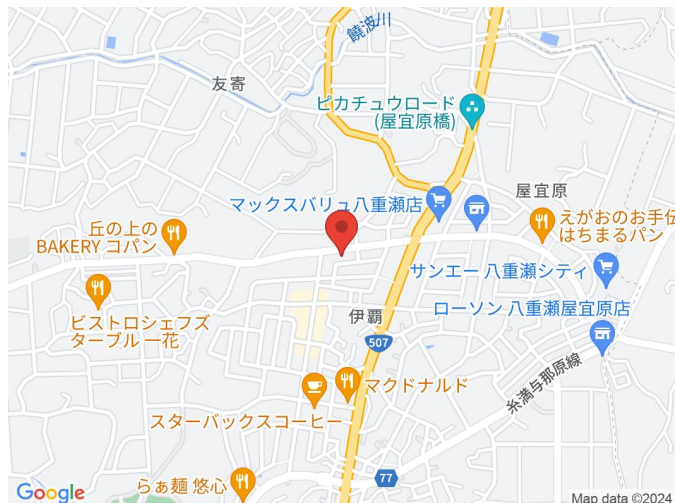 饒波川
友寄
ピカチュウロード
(屋宜原橋)
屋宜原
マックスバリュ八重瀬店
丘の上の
BAKERY コパン
えがおのお手伝
はちまるパン
サンエー 八重瀬シティ
ローソン 八重瀬屋宜原店
伊覇
ビストロシェフズ
テーブル 一花
507
糸満与那原線
マクドナルド
スターバックスコーヒー
77
らぁ麺 悠心
Google
Map data ©2024